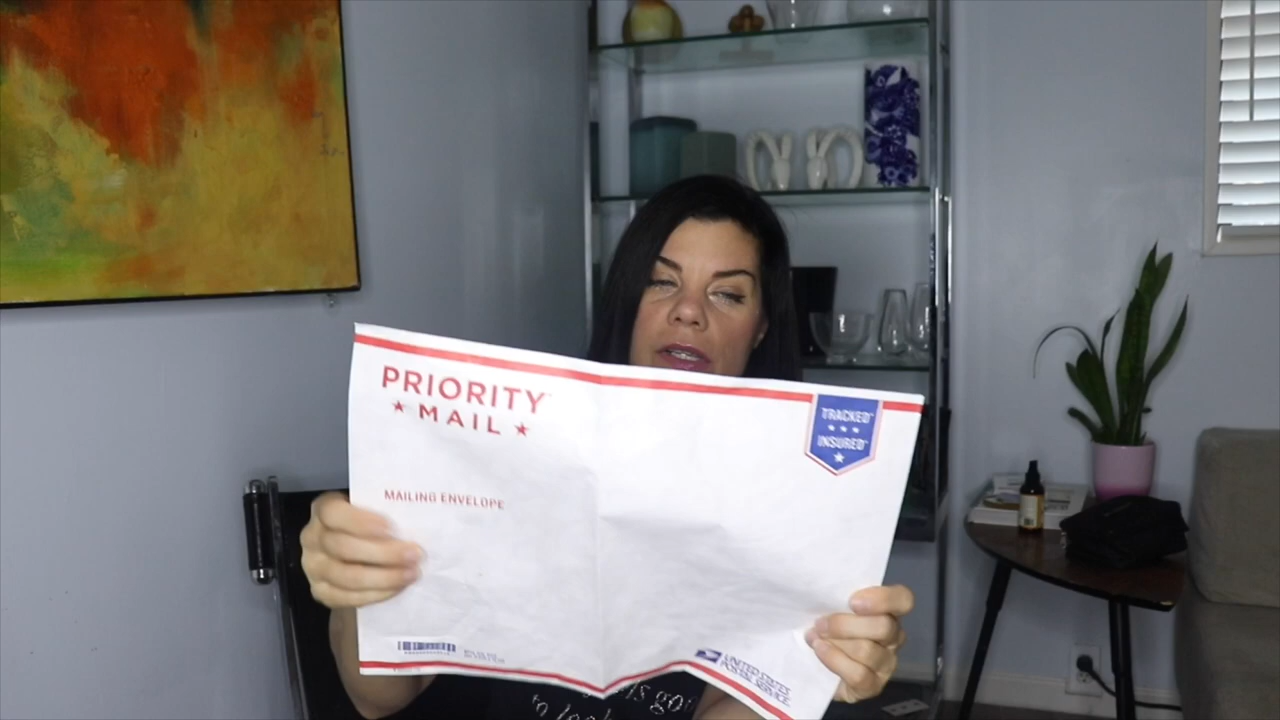 PRIORITY
★ MAIL ★
TRACKED
★ ★ ★
INSURED
★
MAILING ENVELOPE
UNITED STATES
POSTAL SERVICE